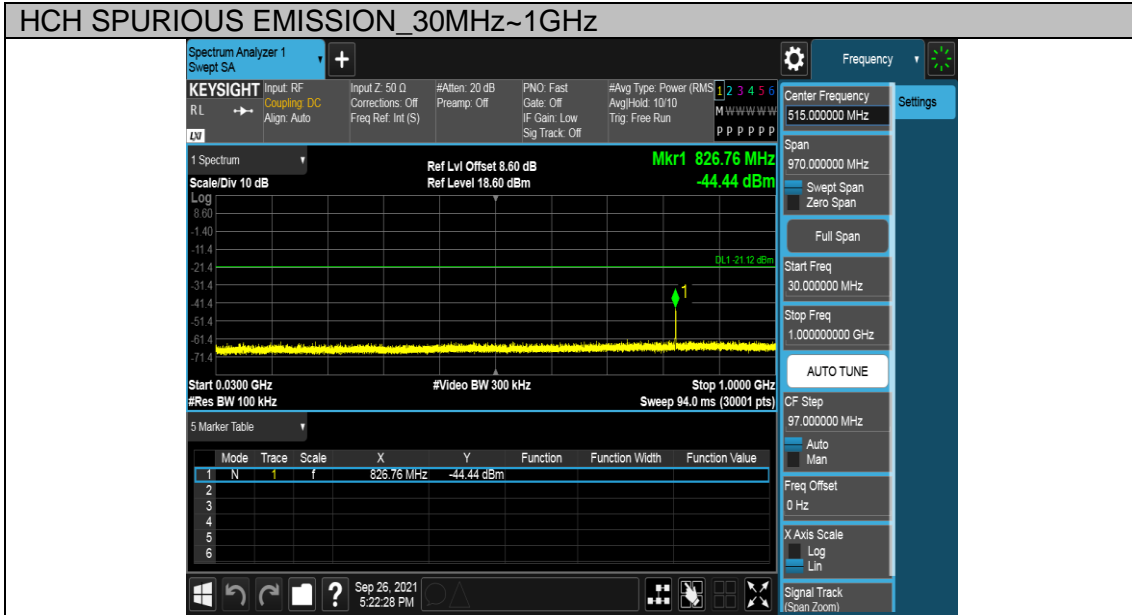 HCH SPURIOUS EMISSION_30MHz~1GHz
Spectrum Analyzer 1
Swept SA
+
Frequency
KEYSIGHT Input: RF Input Z: 50 Ω #Atten: 20 dB PNO: Fast #Avg Type: Power (RMS 1 2 3 4 5 6
RL Coupling: DC Corrections: Off Preamp: Off Gate: Off Avg|Hold: 10/10 M W W W W W
Align: Auto Freq Ref: Int (S) IF Gain: Low Trig: Free Run
LXI Sig Track: Off P P P P P P
1 Spectrum
Ref Lvl Offset 8.60 dB Mkr1 826.76 MHz
Scale/Div 10 dB Ref Level 18.60 dBm -44.44 dBm
Log
8.60
-1.40
-11.4
DL1 -21.12 dBm
-21.4
-31.4
1
-41.4
-51.4
-61.4
-71.4
Start 0.0300 GHz #Video BW 300 kHz Stop 1.0000 GHz
#Res BW 100 kHz Sweep 94.0 ms (30001 pts)
5 Marker Table
Mode Trace Scale X Y Function Function Width Function Value
1 N 1 f 826.76 MHz -44.44 dBm
2
3
4
5
6
Center Frequency
515.000000 MHz
Settings
Span
970.000000 MHz
Swept Span
Zero Span
Full Span
Start Freq
30.000000 MHz
Stop Freq
1.000000000 GHz
AUTO TUNE
CF Step
97.000000 MHz
Auto
Man
Freq Offset
0 Hz
X Axis Scale
Log
Lin
Signal Track
(Span Zoom)
? Sep 26, 2021
5:22:28 PM